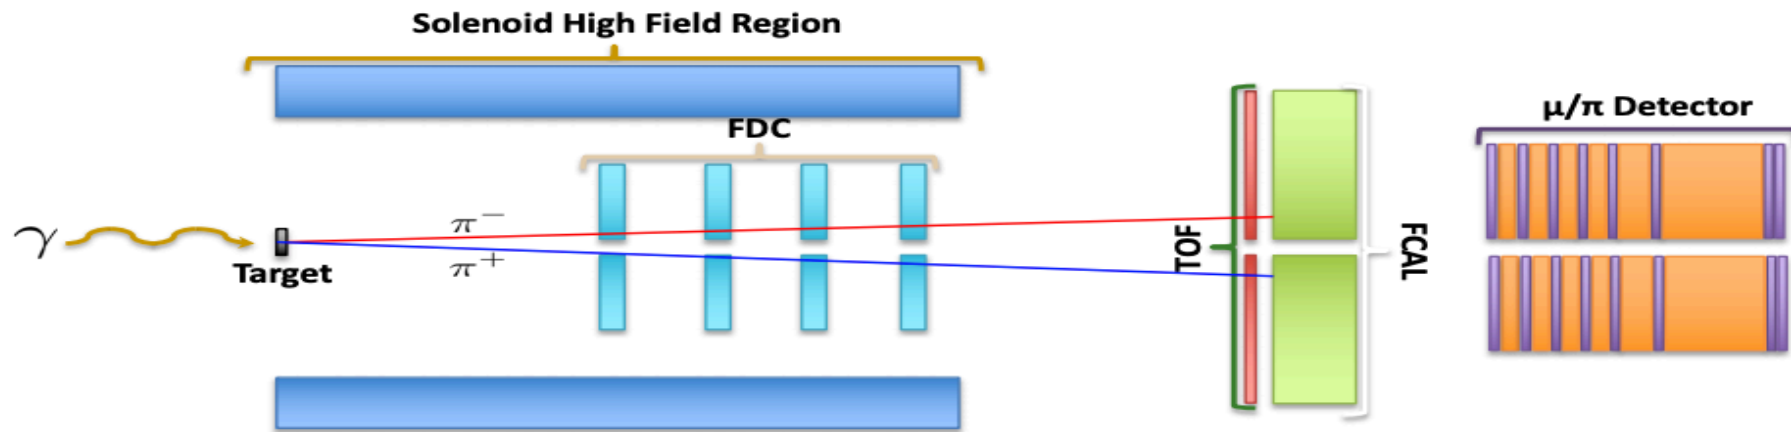 Solenoid High Field Region
FDC
μ/π Detector
γ
π⁻
π⁺
Target
TOF
FCAL